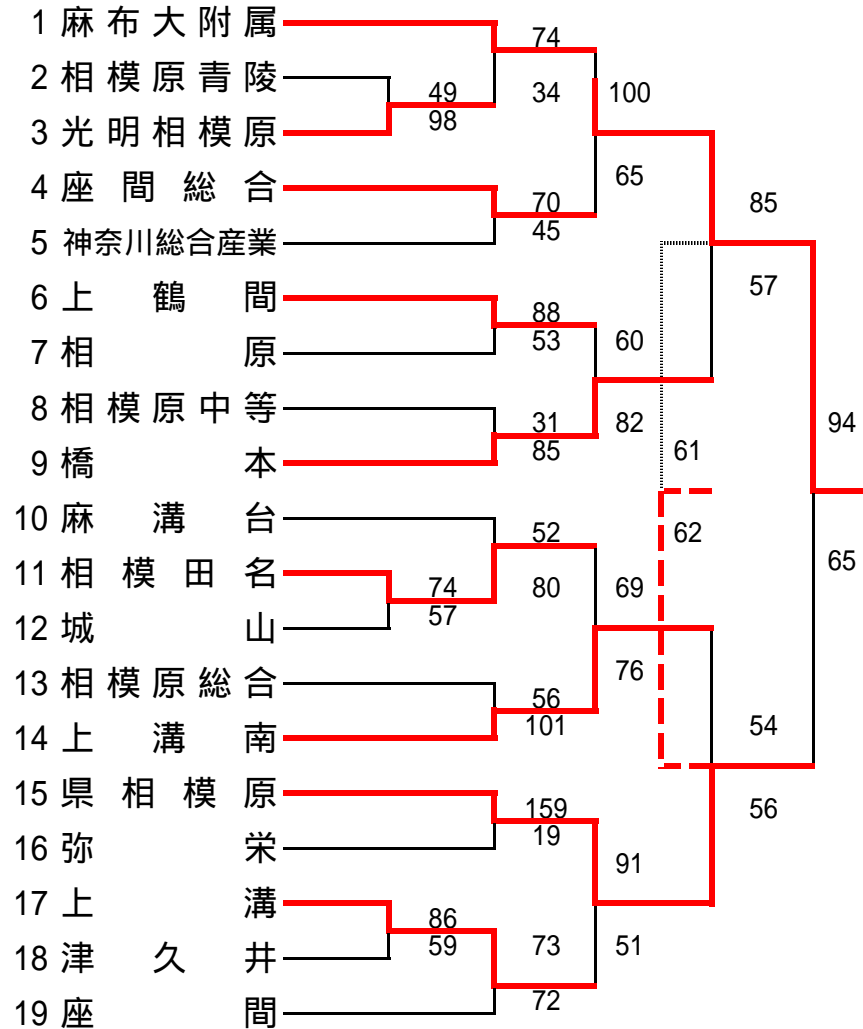 1 麻布大附属
74
2 相模原青陵
49
34
100
98
3 光明相模原
65
4 座間総合
70
85
45
5 神奈川総合産業
57
6 上鶴間
88
53
60
7 相原
8 相模原中等
31
82
94
85
61
9 橋本
10 麻溝台
52
62
65
11 相模田名
74
80
69
57
12 城山
76
13 相模原総合
56
101
54
14 上溝南
15 県相模原
159
56
19
16 弥栄
91
17 上溝
86
59
73
51
18 津久井
72
19 座間